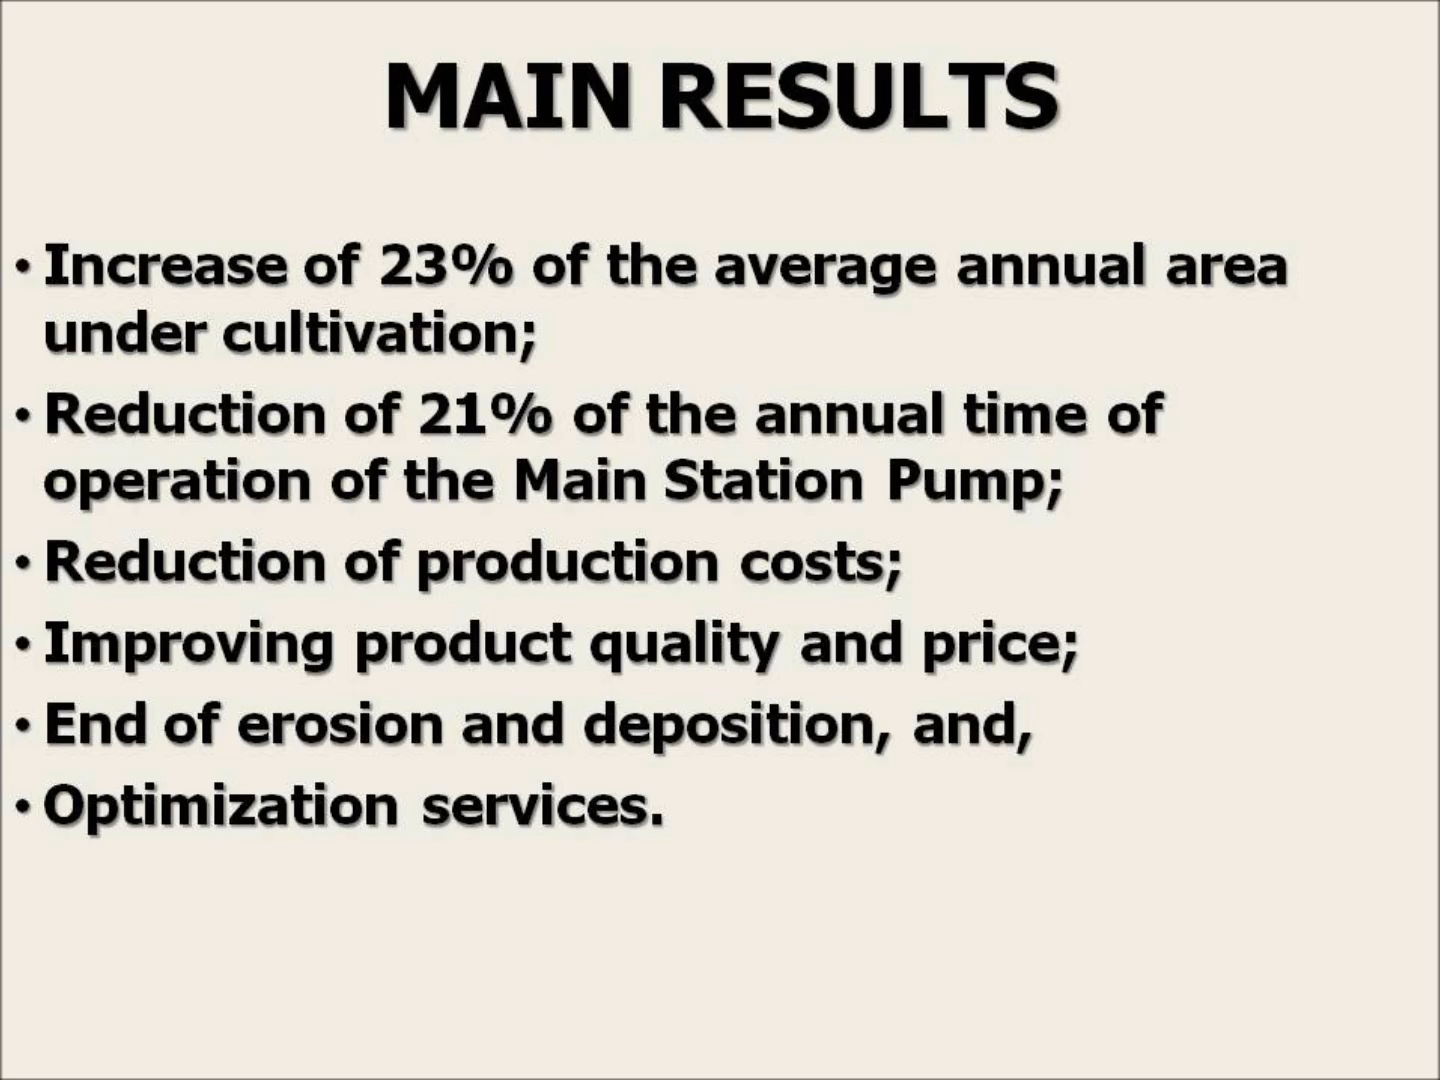 MAIN RESULTS
• Increase of 23% of the average annual area
under cultivation;
• Reduction of 21% of the annual time of
operation of the Main Station Pump;
• Reduction of production costs;
• Improving product quality and price;
• End of erosion and deposition, and,
• Optimization services.